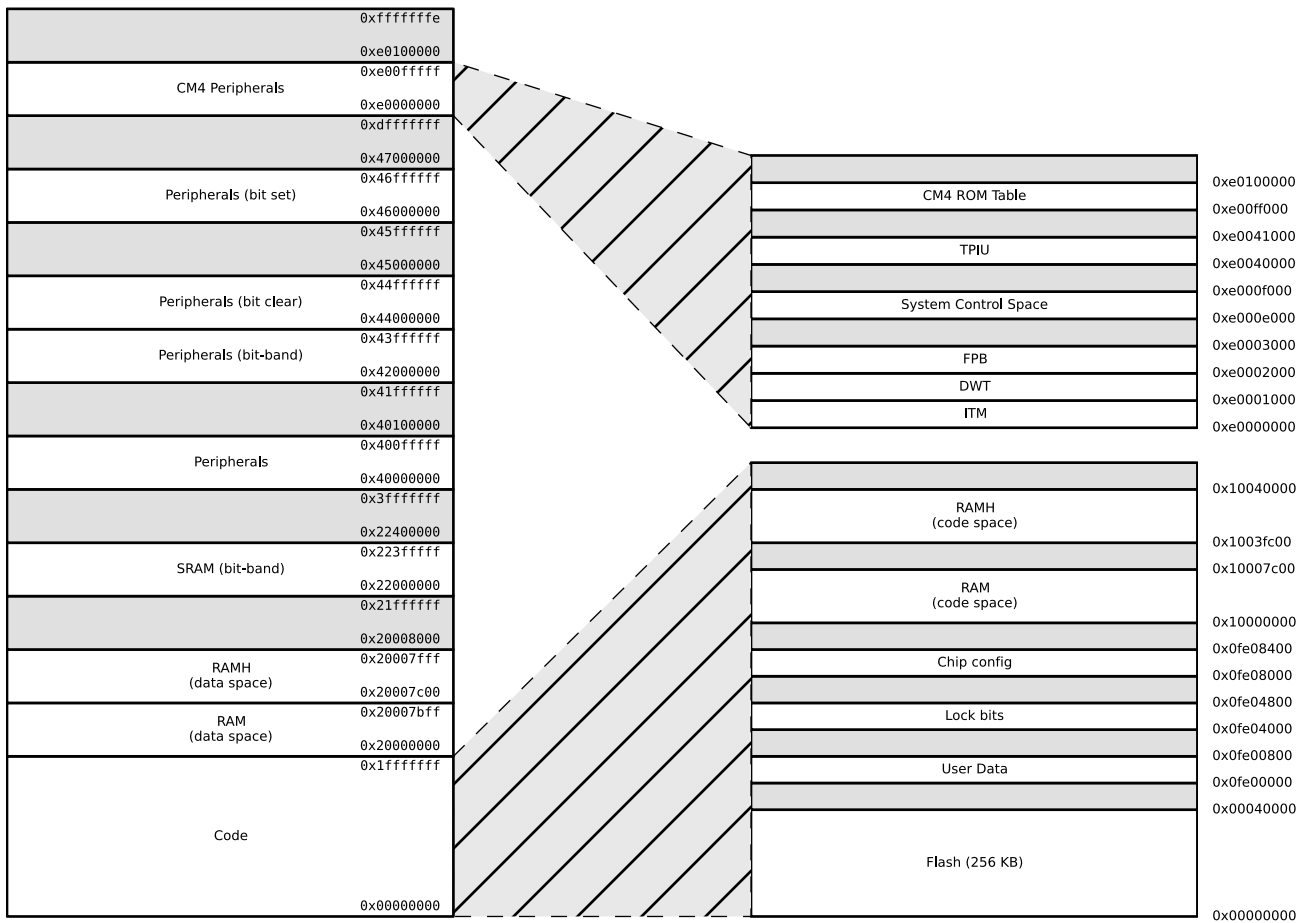 0xfffffffe
0xe0100000
0xe00fffff
CM4 Peripherals
0xe0000000
0xdfffffff
0x47000000
0x46ffffff
Peripherals (bit set)
0x46000000
0x45ffffff
0x45000000
0x44ffffff
Peripherals (bit clear)
0x44000000
0x43ffffff
Peripherals (bit-band)
0x42000000
0x41ffffff
0x40100000
0x400fffff
Peripherals
0x40000000
0x3fffffff
0x22400000
0x223fffff
SRAM (bit-band)
0x22000000
0x21ffffff
0x20008000
0x20007fff
RAMH
(data space)
0x20007c00
0x20007bff
RAM
(data space)
0x20000000
0x1fffffff
Code
0x00000000
0xe0100000
CM4 ROM Table
0xe00ff000
0xe0041000
TPIU
0xe0040000
0xe000f000
System Control Space
0xe000e000
0xe0003000
FPB
0xe0002000
DWT
0xe0001000
ITM
0xe0000000
0x10040000
RAMH
(code space)
0x1003fc00
0x10007c00
RAM
(code space)
0x10000000
0x0fe08400
Chip config
0x0fe08000
0x0fe04800
Lock bits
0x0fe04000
0x0fe00800
User Data
0x0fe00000
0x00040000
Flash (256 KB)
0x00000000